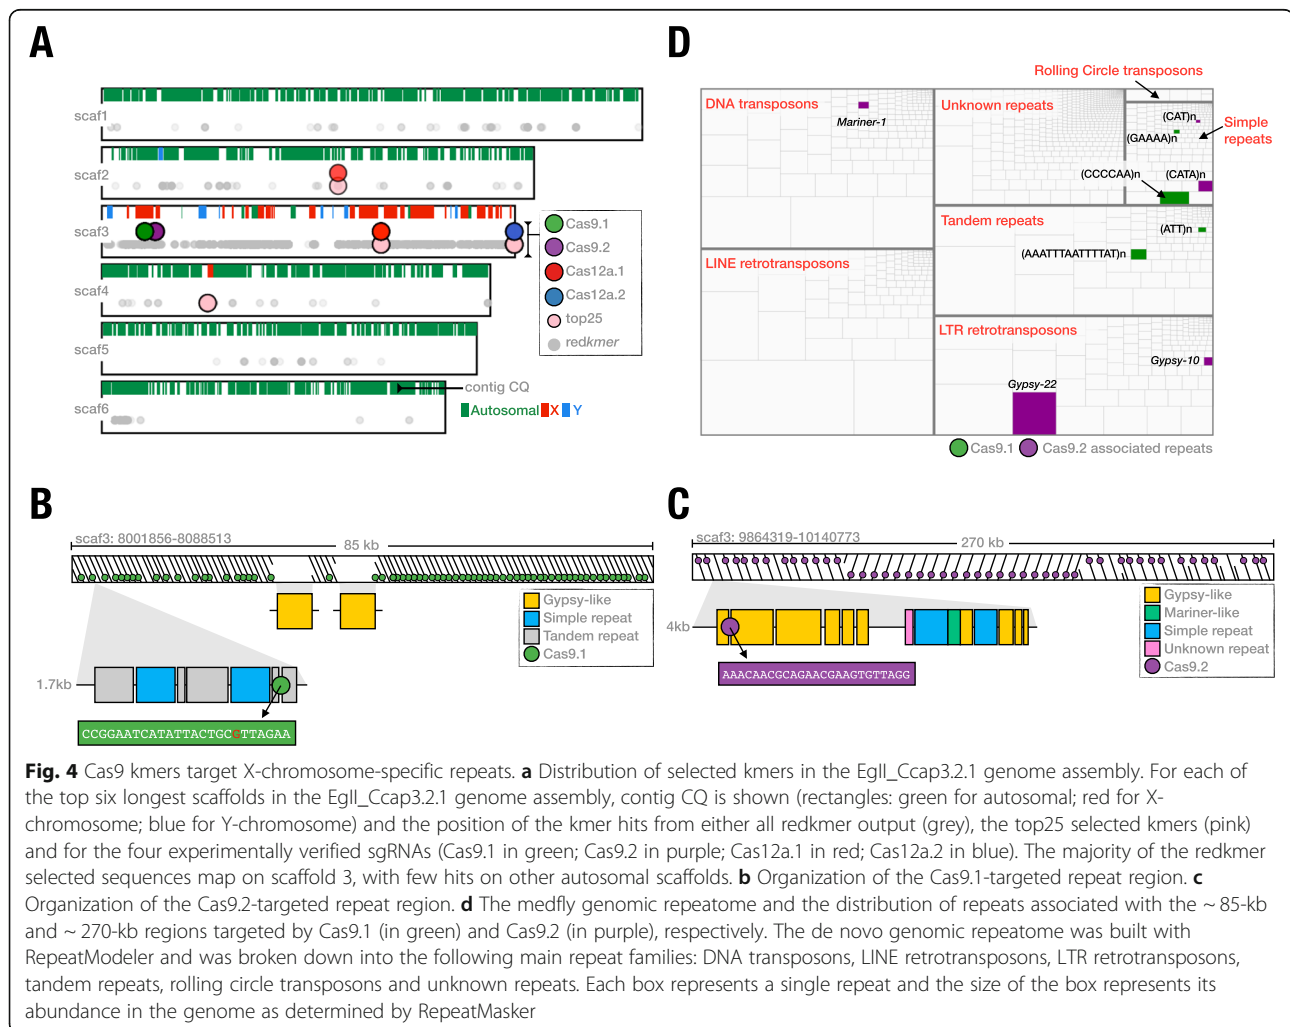 A
scaf1
scaf2
scaf3
scaf4
scaf5
scaf6
Cas9.1
Cas9.2
Cas12a.1
Cas12a.2
top25
redkmer
contig CQ
Autosomal X Y
D
Rolling Circle transposons
DNA transposons
Mariner-1
Unknown repeats
(CAT)n
(GAAAA)n
Simple
repeats
(CCCCAA)n
(CATA)n
Tandem repeats
(ATT)n
(AAATTTAATTTTAT)n
LINE retrotransposons
LTR retrotransposons
Gypsy-10
Gypsy-22
Cas9.1 Cas9.2 associated repeats
B
scaf3: 8001856-8088513
85 kb
Gypsy-like
Simple repeat
Tandem repeat
Cas9.1
1.7kb
CCGGAATCATATTACTGCGTTAGAA
C
scaf3: 9864319-10140773
270 kb
Gypsy-like
Mariner-like
Simple repeat
Unknown repeat
Cas9.2
4kb
AAACAACGCAGAACGAAGTGTTAGG
Fig. 4 Cas9 kmers target X-chromosome-specific repeats. a Distribution of selected kmers in the EgII_Ccap3.2.1 genome assembly. For each of
the top six longest scaffolds in the EgII_Ccap3.2.1 genome assembly, contig CQ is shown (rectangles: green for autosomal; red for X-
chromosome; blue for Y-chromosome) and the position of the kmer hits from either all redkmer output (grey), the top25 selected kmers (pink)
and for the four experimentally verified sgRNAs (Cas9.1 in green; Cas9.2 in purple; Cas12a.1 in red; Cas12a.2 in blue). The majority of the redkmer
selected sequences map on scaffold 3, with few hits on other autosomal scaffolds. b Organization of the Cas9.1-targeted repeat region. c
Organization of the Cas9.2-targeted repeat region. d The medfly genomic repeatome and the distribution of repeats associated with the ~ 85-kb
and ~ 270-kb regions targeted by Cas9.1 (in green) and Cas9.2 (in purple), respectively. The de novo genomic repeatome was built with
RepeatModeler and was broken down into the following main repeat families: DNA transposons, LINE retrotransposons, LTR retrotransposons,
tandem repeats, rolling circle transposons and unknown repeats. Each box represents a single repeat and the size of the box represents its
abundance in the genome as determined by RepeatMasker